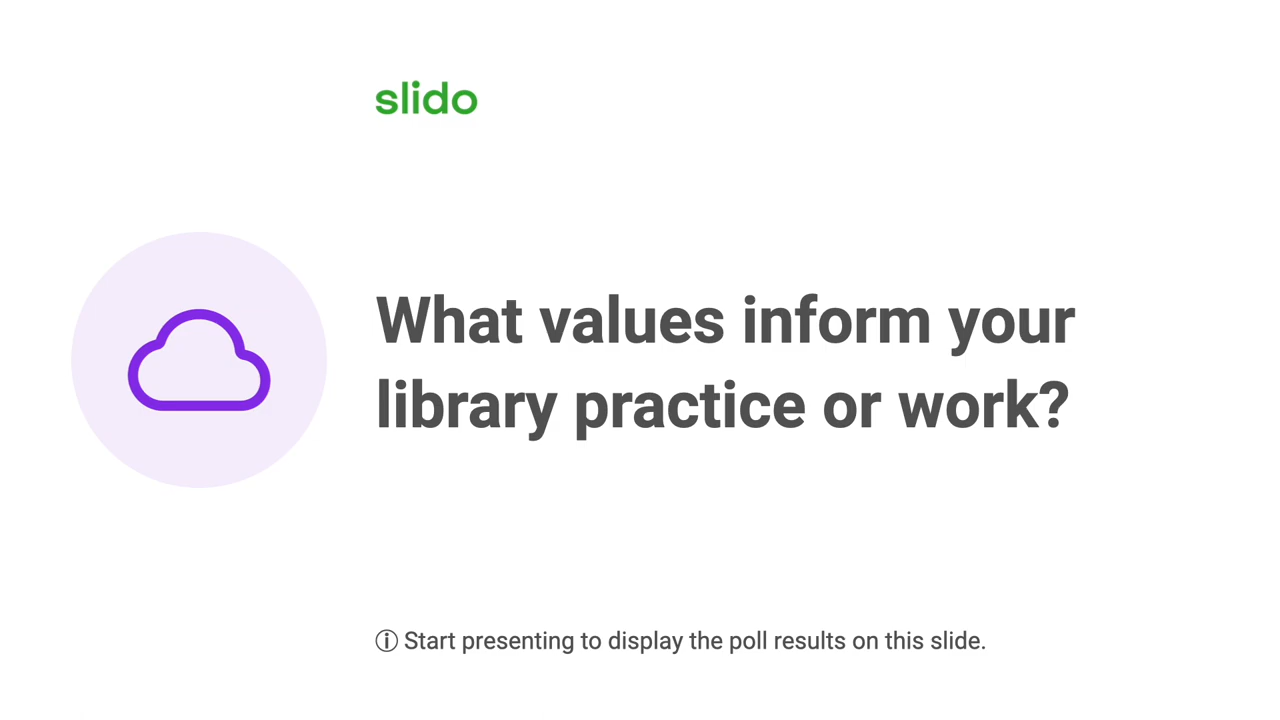 slido
What values inform your
library practice or work?
ⓘ Start presenting to display the poll results on this slide.